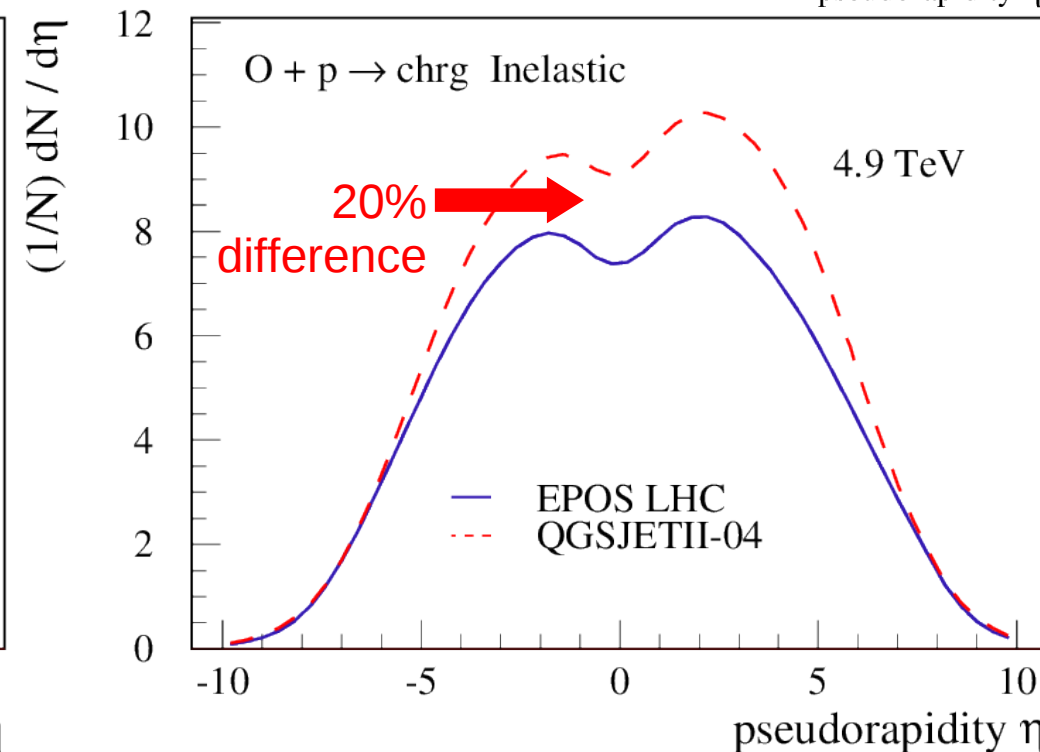 pseudorapidity η
12
10
8
6
4
2
0
(1/N) dN / dη
O + p → chrg Inelastic
4.9 TeV
20%
difference
EPOS LHC
QGSJETII-04
-10 -5 0 5 10
pseudorapidity η